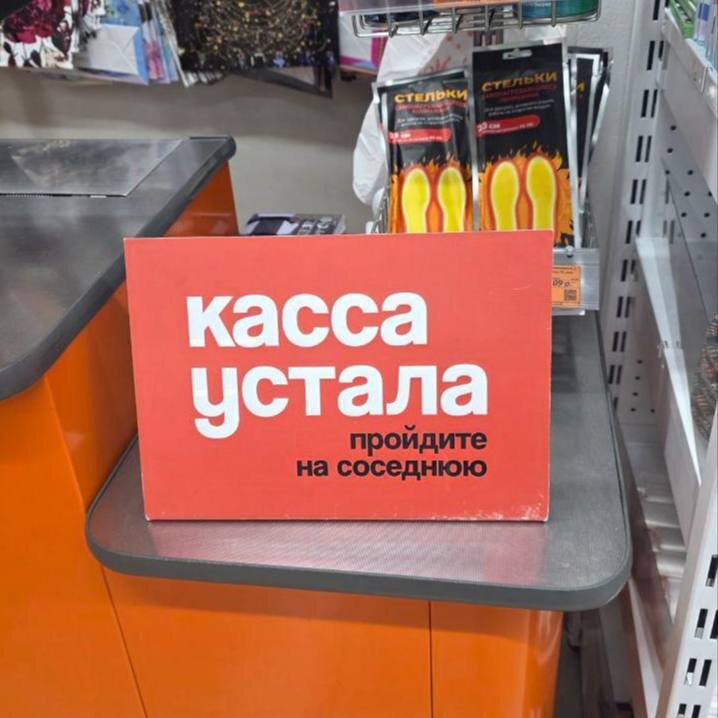 СТЕЛЬКИ
СТЕЛЬКИ
касса
устала
пройдите
на соседнюю